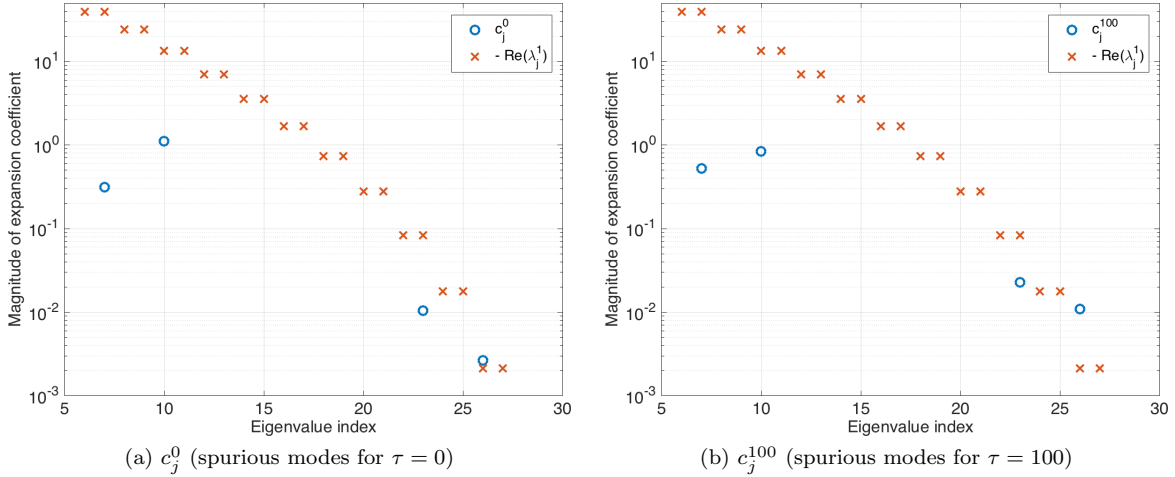 10^1
10^0
10^-1
10^-2
10^-3
Magnitude of expansion coefficient
c_j^0
- Re(λ_j^1)
5 10 15 20 25 30
Eigenvalue index
(a) c_j^0 (spurious modes for τ = 0)
10^1
10^0
10^-1
10^-2
10^-3
Magnitude of expansion coefficient
c_j^100
- Re(λ_j^1)
5 10 15 20 25 30
Eigenvalue index
(b) c_j^100 (spurious modes for τ = 100)